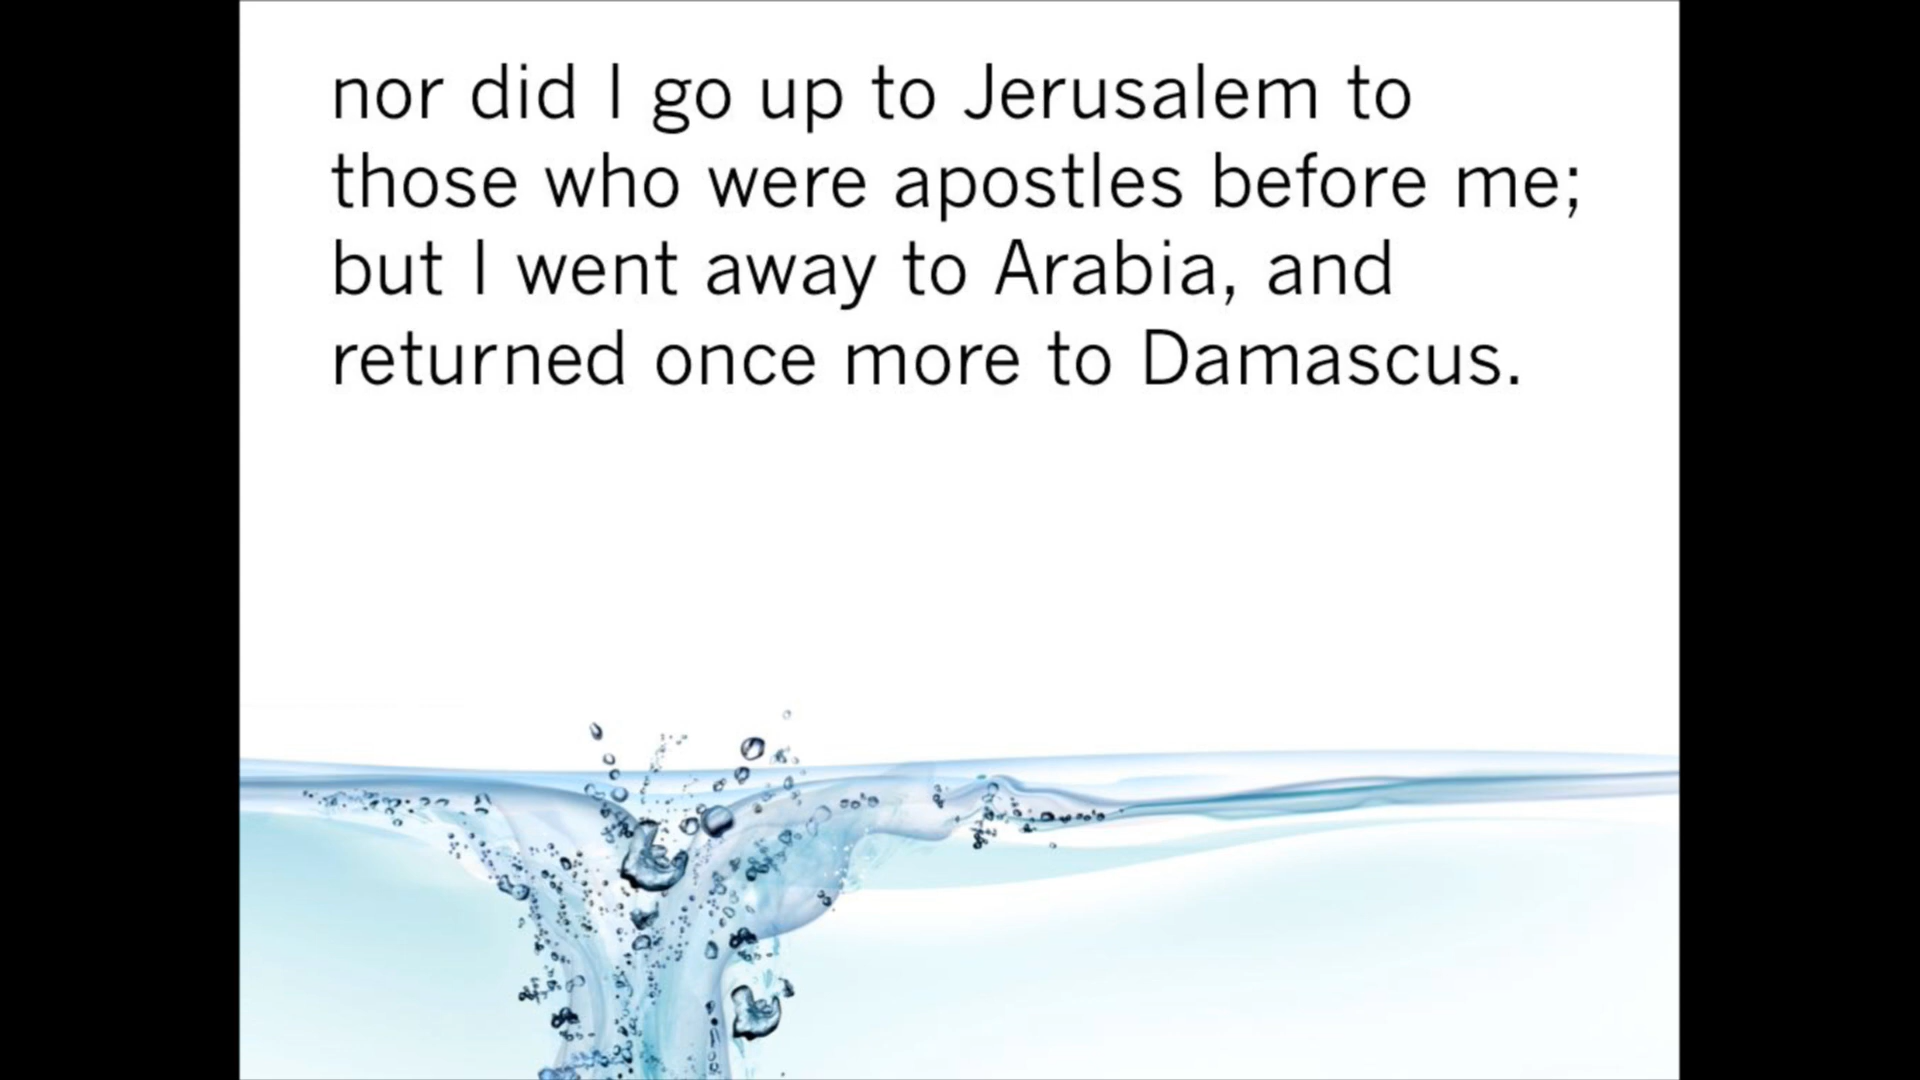 nor did I go up to Jerusalem to
those who were apostles before me;
but I went away to Arabia, and
returned once more to Damascus.